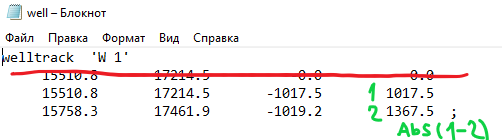 well – Блокнот
Файл Правка Формат Вид Справка
welltrack 'W 1'
15510.8 17214.5 0.0 0.0
15510.8 17214.5 -1017.5 1 1017.5
15758.3 17461.9 -1019.2 2 1367.5 ;
Abs(1-2)